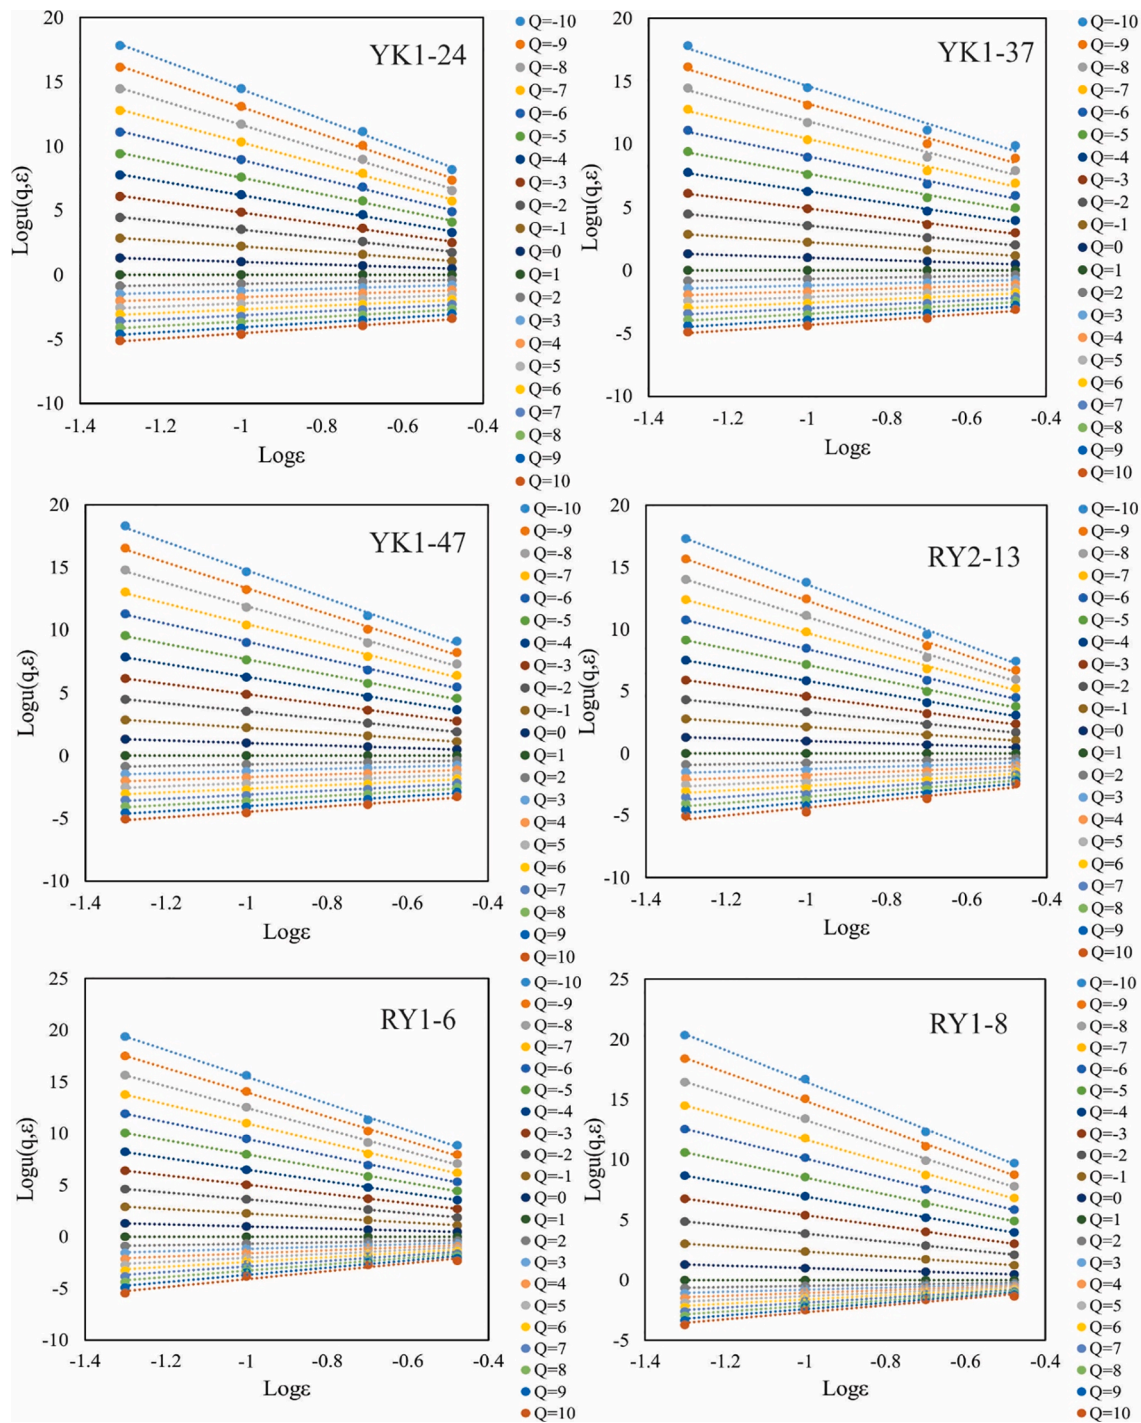 YK1-24
20
15
10
5
0
-5
-10
-1.4
-1.2
-1
-0.8
-0.6
-0.4
Logu(q,ε)
Logε
Q=-10
Q=-9
Q=-8
Q=-7
Q=-6
Q=-5
Q=-4
Q=-3
Q=-2
Q=-1
Q=0
Q=1
Q=2
Q=3
Q=4
Q=5
Q=6
Q=7
Q=8
Q=9
Q=10
YK1-37
20
15
10
5
0
-5
-10
-1.4
-1.2
-1
-0.8
-0.6
-0.4
Logu(q,ε)
Logε
Q=-10
Q=-9
Q=-8
Q=-7
Q=-6
Q=-5
Q=-4
Q=-3
Q=-2
Q=-1
Q=0
Q=1
Q=2
Q=3
Q=4
Q=5
Q=6
Q=7
Q=8
Q=9
Q=10
YK1-47
20
15
10
5
0
-5
-10
-1.4
-1.2
-1
-0.8
-0.6
-0.4
Logu(q,ε)
Logε
Q=-10
Q=-9
Q=-8
Q=-7
Q=-6
Q=-5
Q=-4
Q=-3
Q=-2
Q=-1
Q=0
Q=1
Q=2
Q=3
Q=4
Q=5
Q=6
Q=7
Q=8
Q=9
Q=10
RY2-13
20
15
10
5
0
-5
-10
-1.4
-1.2
-1
-0.8
-0.6
-0.4
Logu(q,ε)
Logε
Q=-10
Q=-9
Q=-8
Q=-7
Q=-6
Q=-5
Q=-4
Q=-3
Q=-2
Q=-1
Q=0
Q=1
Q=2
Q=3
Q=4
Q=5
Q=6
Q=7
Q=8
Q=9
Q=10
RY1-6
25
20
15
10
5
0
-5
-10
-1.4
-1.2
-1
-0.8
-0.6
-0.4
Logu(q,ε)
Logε
Q=-10
Q=-9
Q=-8
Q=-7
Q=-6
Q=-5
Q=-4
Q=-3
Q=-2
Q=-1
Q=0
Q=1
Q=2
Q=3
Q=4
Q=5
Q=6
Q=7
Q=8
Q=9
Q=10
RY1-8
25
20
15
10
5
0
-5
-1.4
-1.2
-1
-0.8
-0.6
-0.4
Logu(q,ε)
Logε
Q=-10
Q=-9
Q=-8
Q=-7
Q=-6
Q=-5
Q=-4
Q=-3
Q=-2
Q=-1
Q=0
Q=1
Q=2
Q=3
Q=4
Q=5
Q=6
Q=7
Q=8
Q=9
Q=10